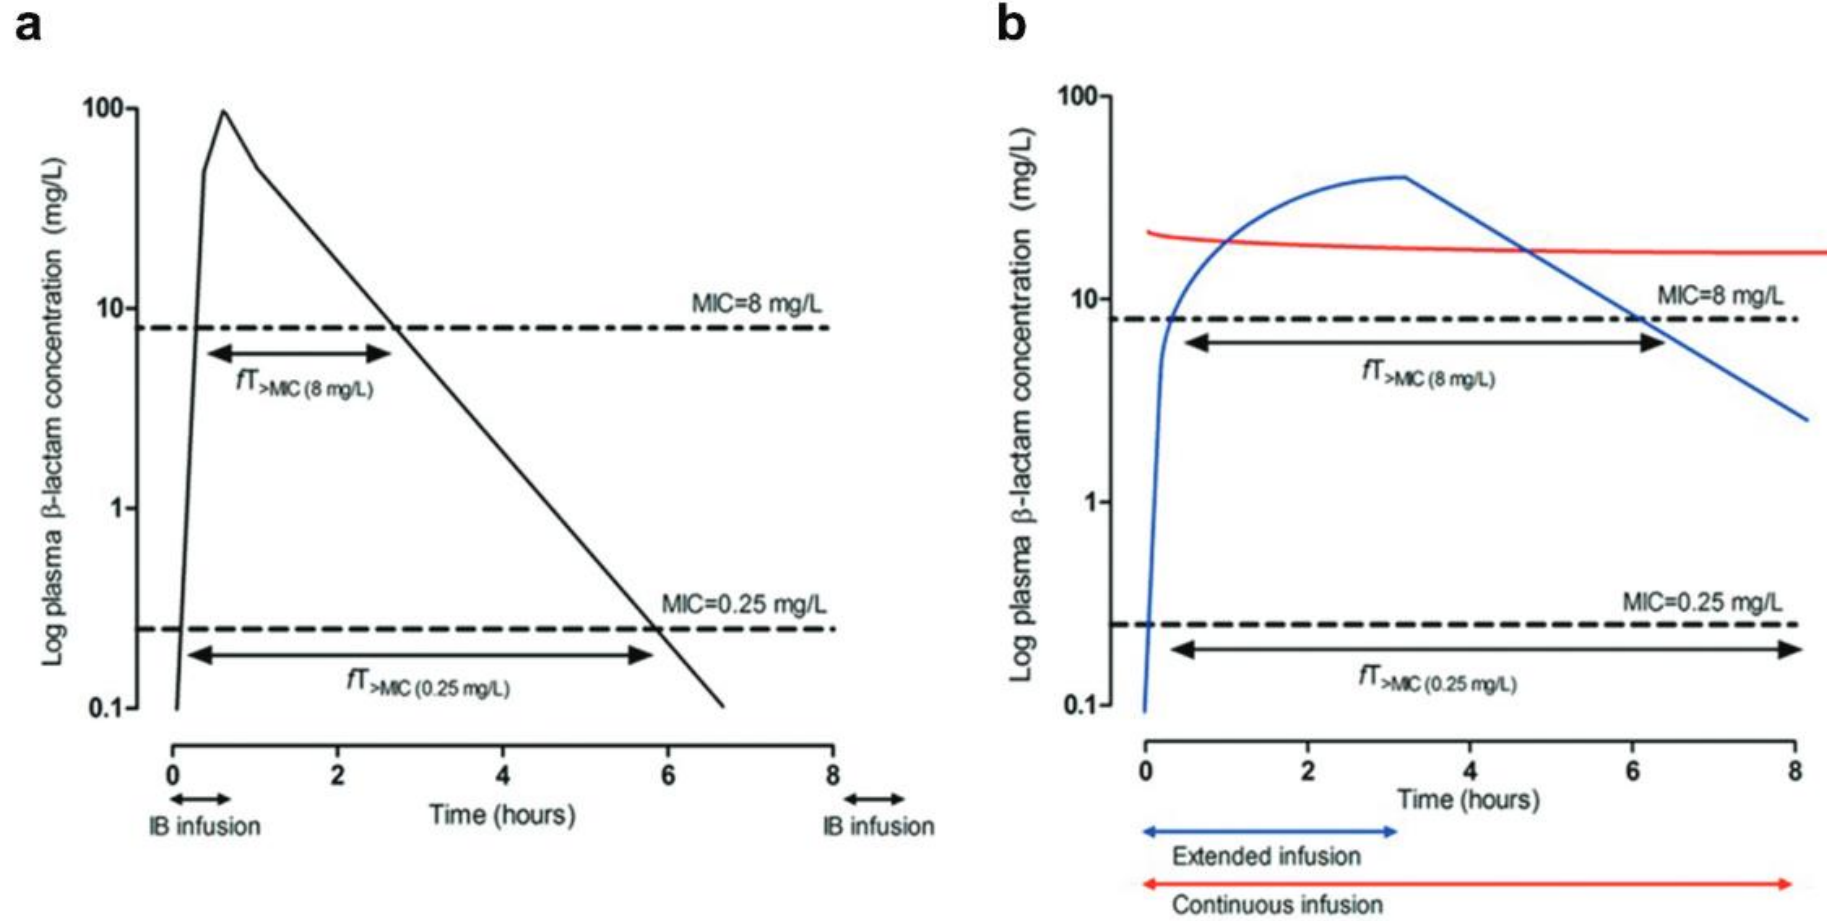 a
Log plasma β-lactam concentration (mg/L)
100
10
1
0.1
MIC=8 mg/L
fT>MIC (8 mg/L)
MIC=0.25 mg/L
fT>MIC (0.25 mg/L)
0 2 4 6 8
IB infusion
Time (hours)
IB infusion
b
Log plasma β-lactam concentration (mg/L)
100
10
1
0.1
MIC=8 mg/L
fT>MIC (8 mg/L)
MIC=0.25 mg/L
fT>MIC (0.25 mg/L)
0 2 4 6 8
Time (hours)
Extended infusion
Continuous infusion